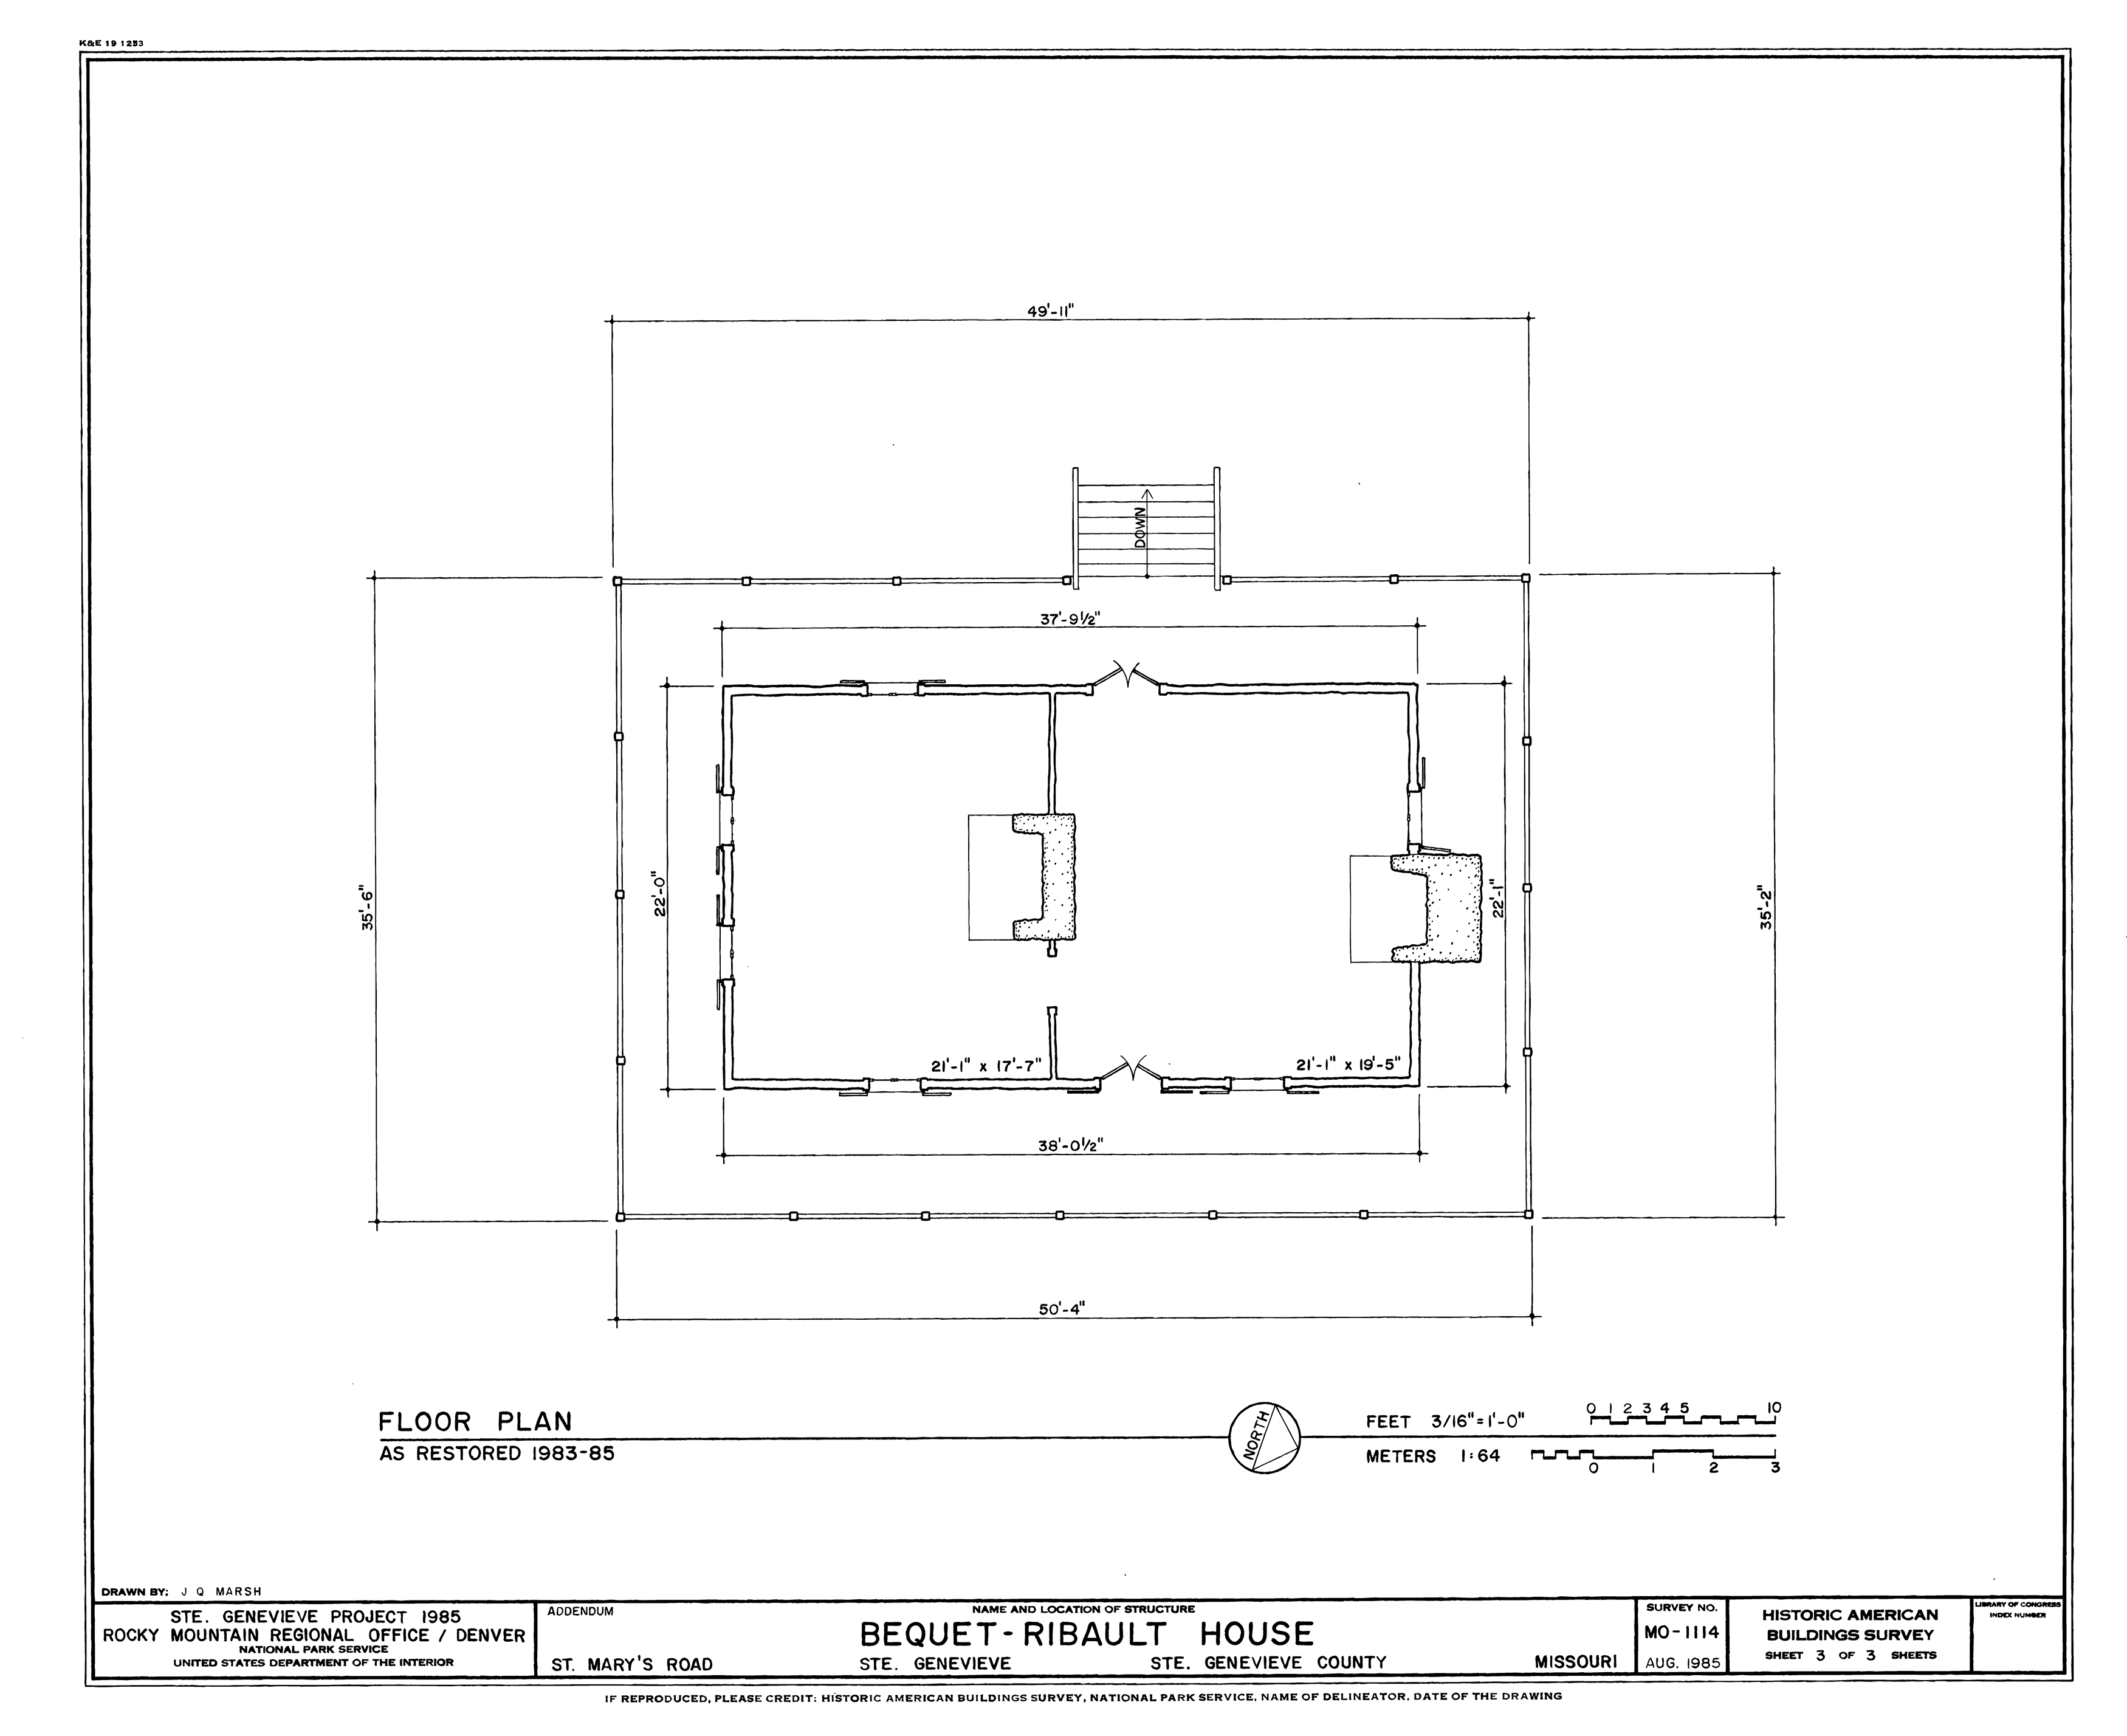 K&E 19 1253
49'-11"
DOWN
37'-9½"
35'-6"
22'-0"
22'-1"
35'-2"
21'-1" x 17'-7"
21'-1" x 19'-5"
38'-0½"
50'-4"
FLOOR PLAN
AS RESTORED 1983-85
NORTH
FEET 3/16"=1'-0"
0 1 2 3 4 5 10
METERS 1:64
0 1 2 3
DRAWN BY: J Q MARSH
STE. GENEVIEVE PROJECT 1985
ROCKY MOUNTAIN REGIONAL OFFICE / DENVER
NATIONAL PARK SERVICE
UNITED STATES DEPARTMENT OF THE INTERIOR
ADDENDUM
NAME AND LOCATION OF STRUCTURE
BEQUET-RIBAULT HOUSE
ST. MARY'S ROAD STE. GENEVIEVE STE. GENEVIEVE COUNTY MISSOURI
SURVEY NO.
MO-1114
AUG. 1985
HISTORIC AMERICAN
BUILDINGS SURVEY
SHEET 3 OF 3 SHEETS
LIBRARY OF CONGRESS
INDEX NUMBER
IF REPRODUCED, PLEASE CREDIT: HISTORIC AMERICAN BUILDINGS SURVEY, NATIONAL PARK SERVICE, NAME OF DELINEATOR, DATE OF THE DRAWING